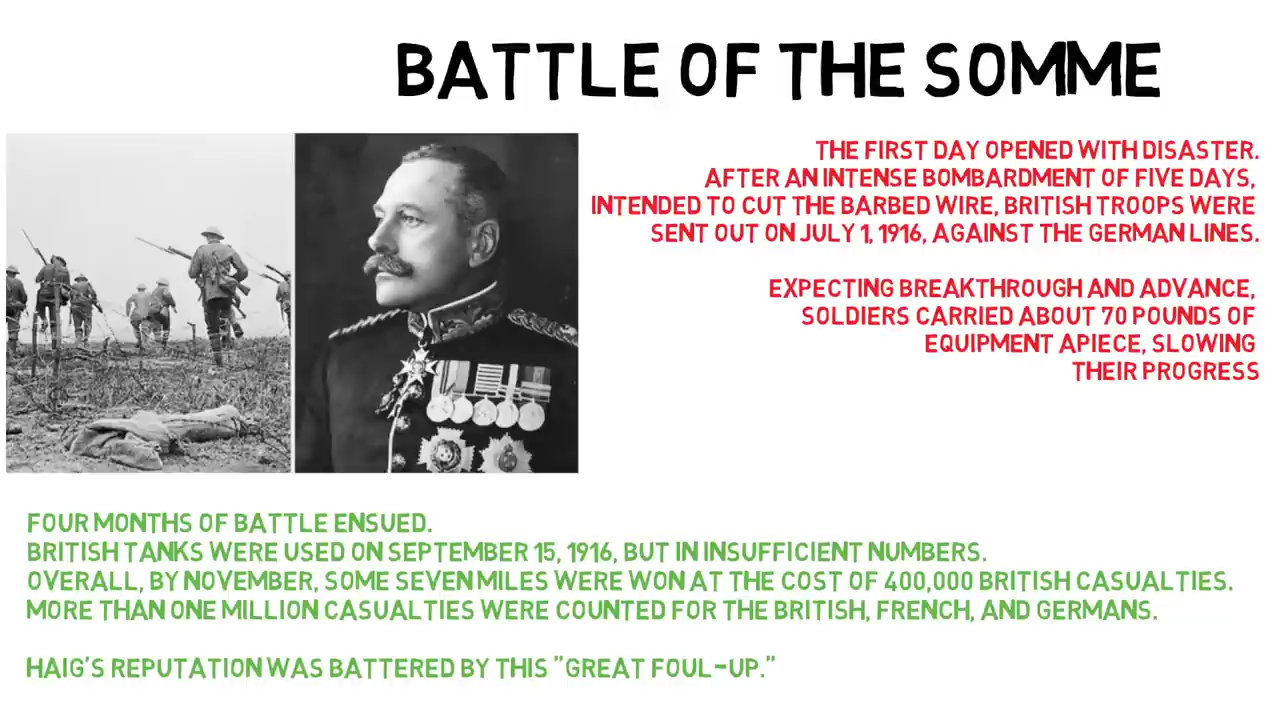 BATTLE OF THE SOMME
THE FIRST DAY OPENED WITH DISASTER.
AFTER AN INTENSE BOMBARDMENT OF FIVE DAYS,
INTENDED TO CUT THE BARBED WIRE, BRITISH TROOPS WERE
SENT OUT ON JULY 1, 1916, AGAINST THE GERMAN LINES.
EXPECTING BREAKTHROUGH AND ADVANCE,
SOLDIERS CARRIED ABOUT 70 POUNDS OF
EQUIPMENT APIECE, SLOWING
THEIR PROGRESS
FOUR MONTHS OF BATTLE ENSUED.
BRITISH TANKS WERE USED ON SEPTEMBER 15, 1916, BUT IN INSUFFICIENT NUMBERS.
OVERALL, BY NOVEMBER, SOME SEVEN MILES WERE WON AT THE COST OF 400,000 BRITISH CASUALTIES.
MORE THAN ONE MILLION CASUALTIES WERE COUNTED FOR THE BRITISH, FRENCH, AND GERMANS.
HAIG'S REPUTATION WAS BATTERED BY THIS "GREAT FOUL-UP."